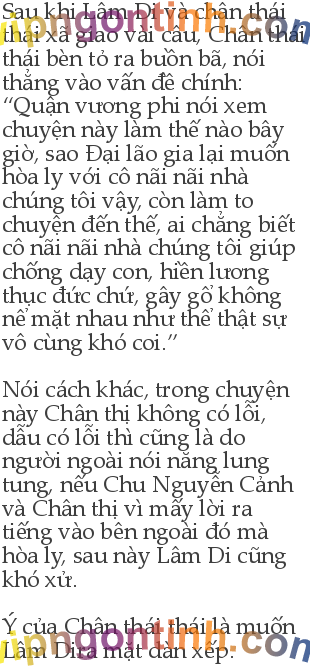 Sau khi Lâm Di và chân thái
thái xã giao vài câu, Chân thái
thái bèn tỏ ra buồn bã, nói
thẳng vào vấn đề chính:
“Quận vương phi nói xem
chuyện này làm thế nào bây
giờ, sao Đại lão gia lại muốn
hòa ly với cô nãi nãi nhà
chúng tôi vậy, còn làm to
chuyện đến thế, ai chẳng biết
cô nãi nãi nhà chúng tôi giúp
chồng dạy con, hiền lương
thục đức chứ, gây gổ không
nể mặt nhau như thế thật sự
vô cùng khó coi.”
Nói cách khác, trong chuyện
này Chân thị không có lỗi,
dẫu có lỗi thì cũng là do
người ngoài nói năng lung
tung, nếu Chu Nguyễn Cảnh
và Chân thị vì mấy lời ra
tiếng vào bên ngoài đó mà
hòa ly, sau này Lâm Di cũng
khó xử.
Ý của Chân thái thái là muốn
Lâm Di ra mặt dàn xếp.
vipngontinh.com
vipngontinh.com